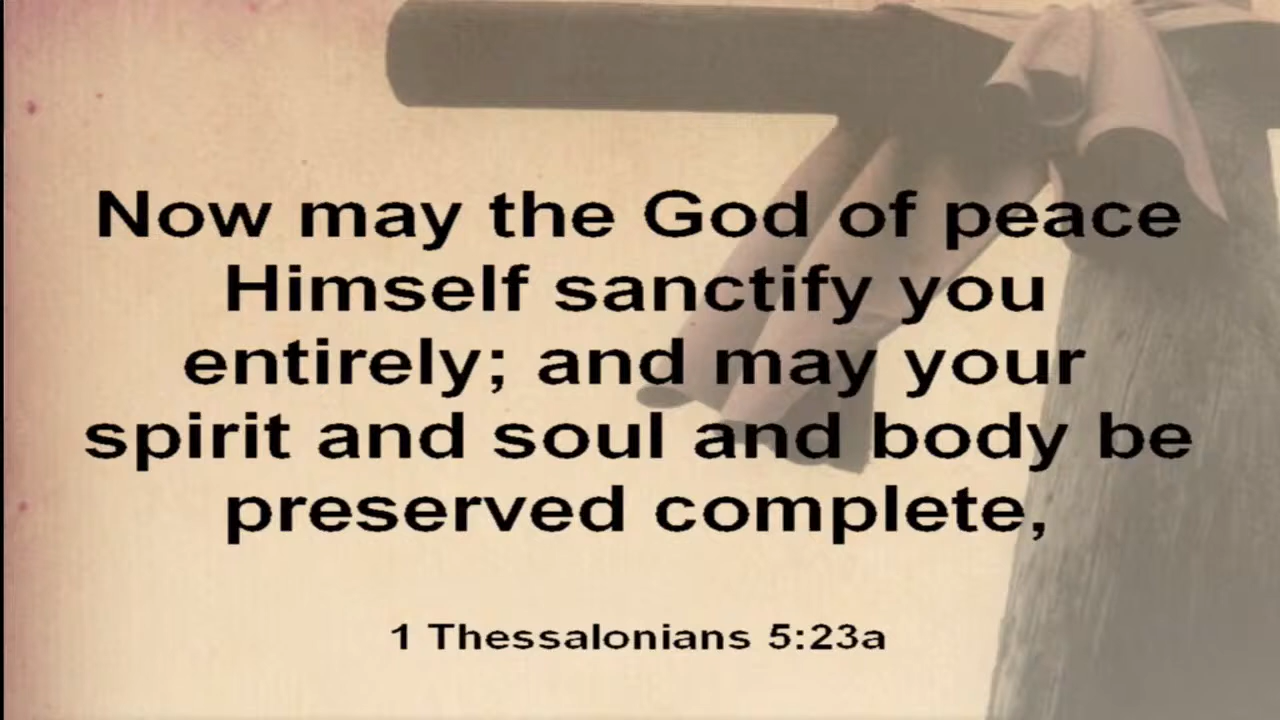 Now may the God of peace
Himself sanctify you
entirely; and may your
spirit and soul and body be
preserved complete,
1 Thessalonians 5:23a